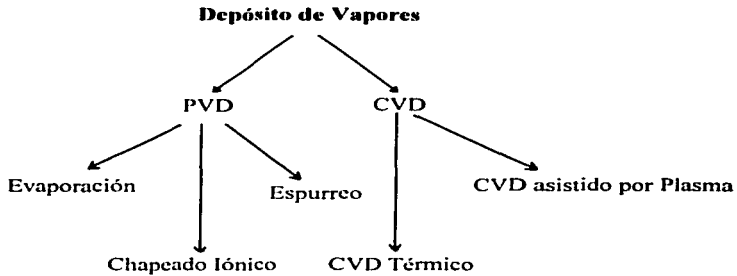 Depósito de Vapores
PVD
CVD
Evaporación
Espurreo
CVD asistido por Plasma
Chapeado Iónico
CVD Térmico